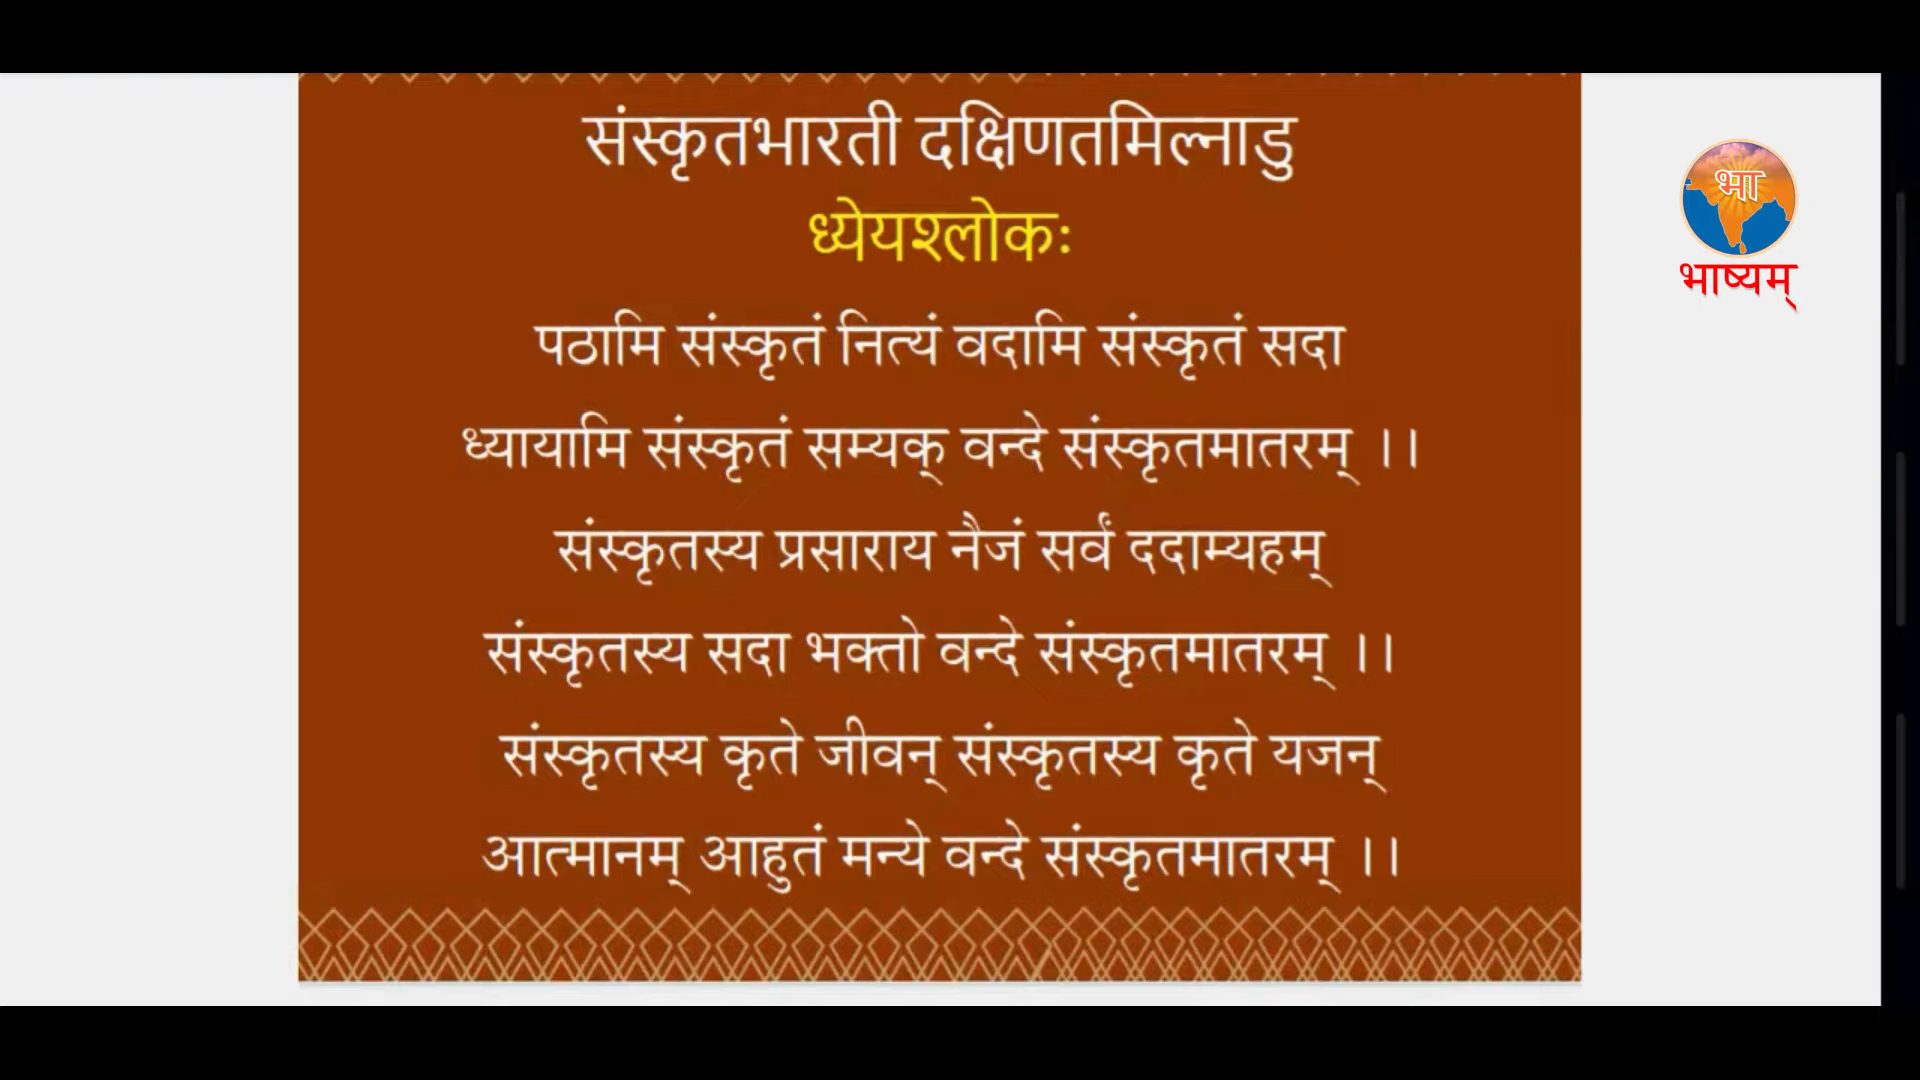 संस्कृतभारती दक्षिणतमिल्नाडु
ध्येयश्लोकः
पठामि संस्कृतं नित्यं वदामि संस्कृतं सदा
ध्यायामि संस्कृतं सम्यक् वन्दे संस्कृतमातरम् ।।
संस्कृतस्य प्रसाराय नैजं सर्वं ददाम्यहम्
संस्कृतस्य सदा भक्तो वन्दे संस्कृतमातरम् ।।
संस्कृतस्य कृते जीवन् संस्कृतस्य कृते यजन्
आत्मानम् आहुतं मन्ये वन्दे संस्कृतमातरम् ।।
भा
भाष्यम्